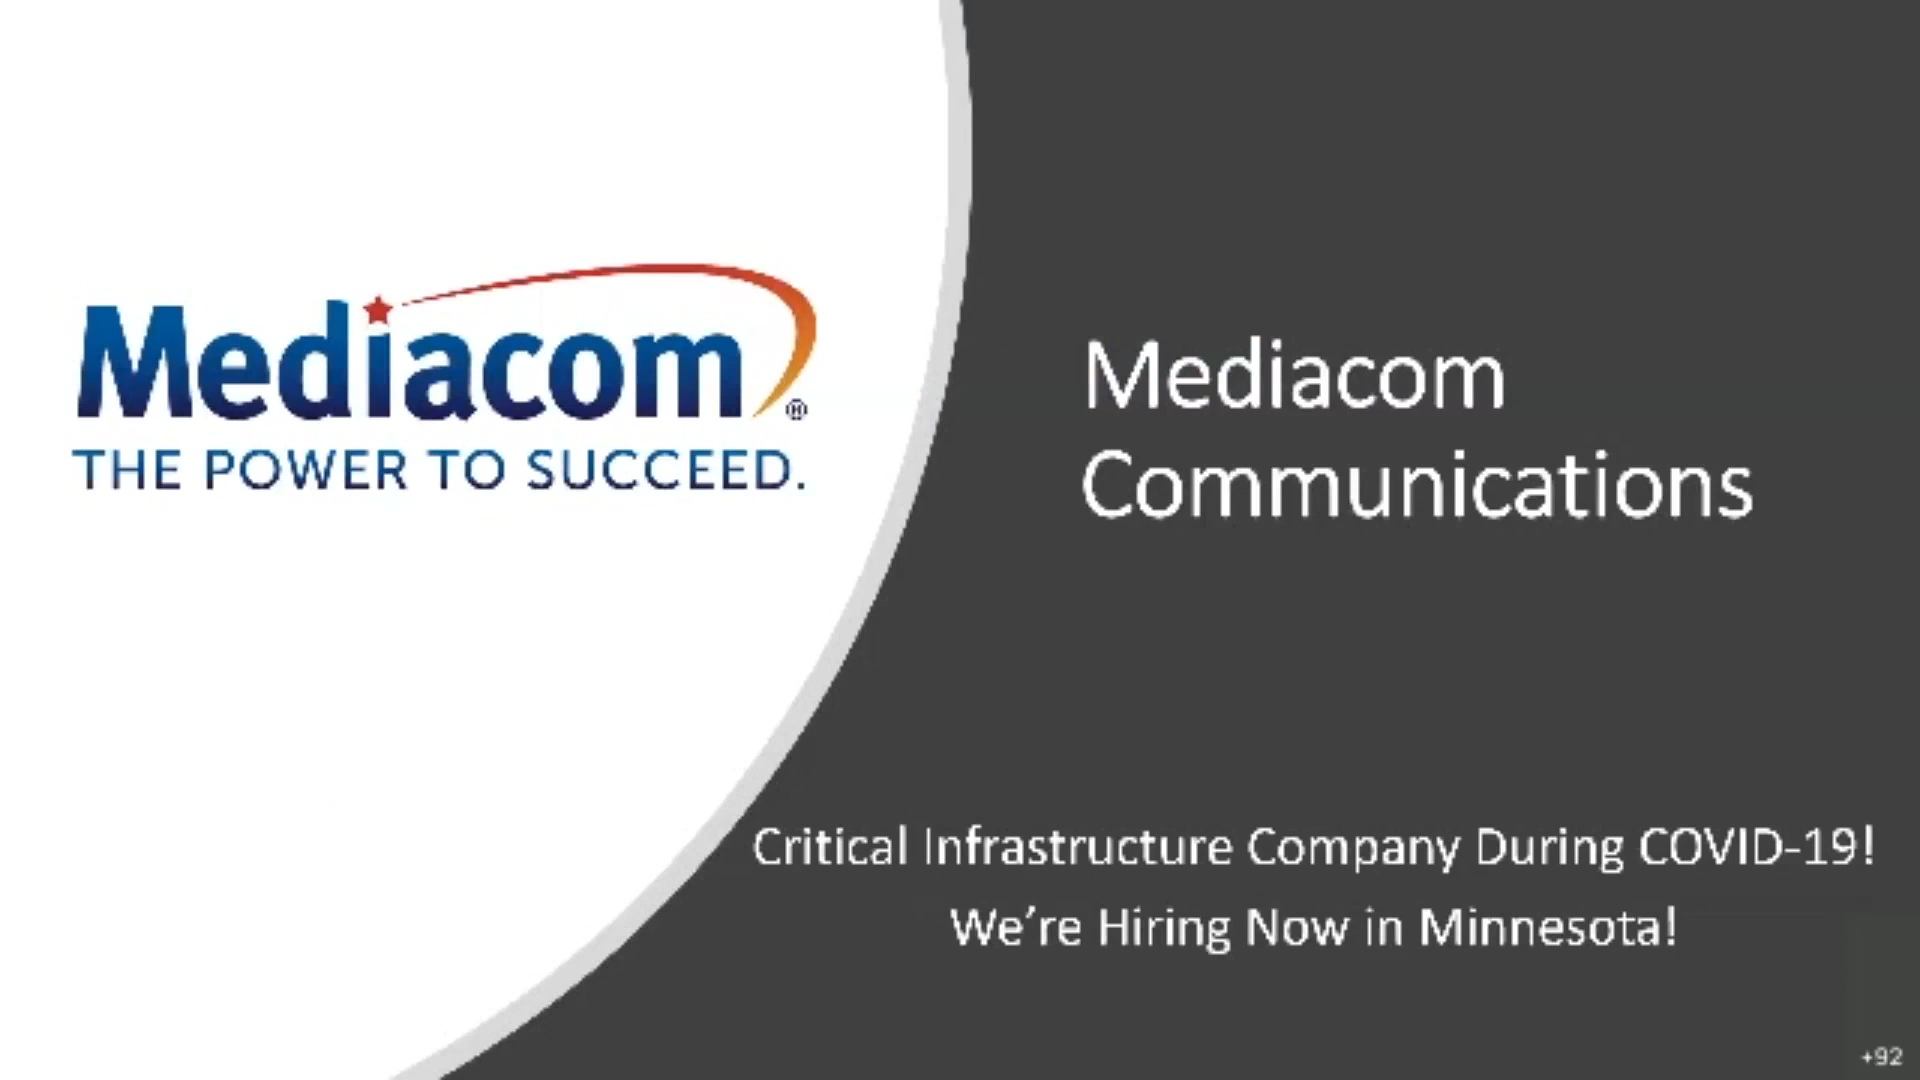 Mediacom®
THE POWER TO SUCCEED.
Mediacom
Communications
Critical Infrastructure Company During COVID-19!
We’re Hiring Now in Minnesota!
+92